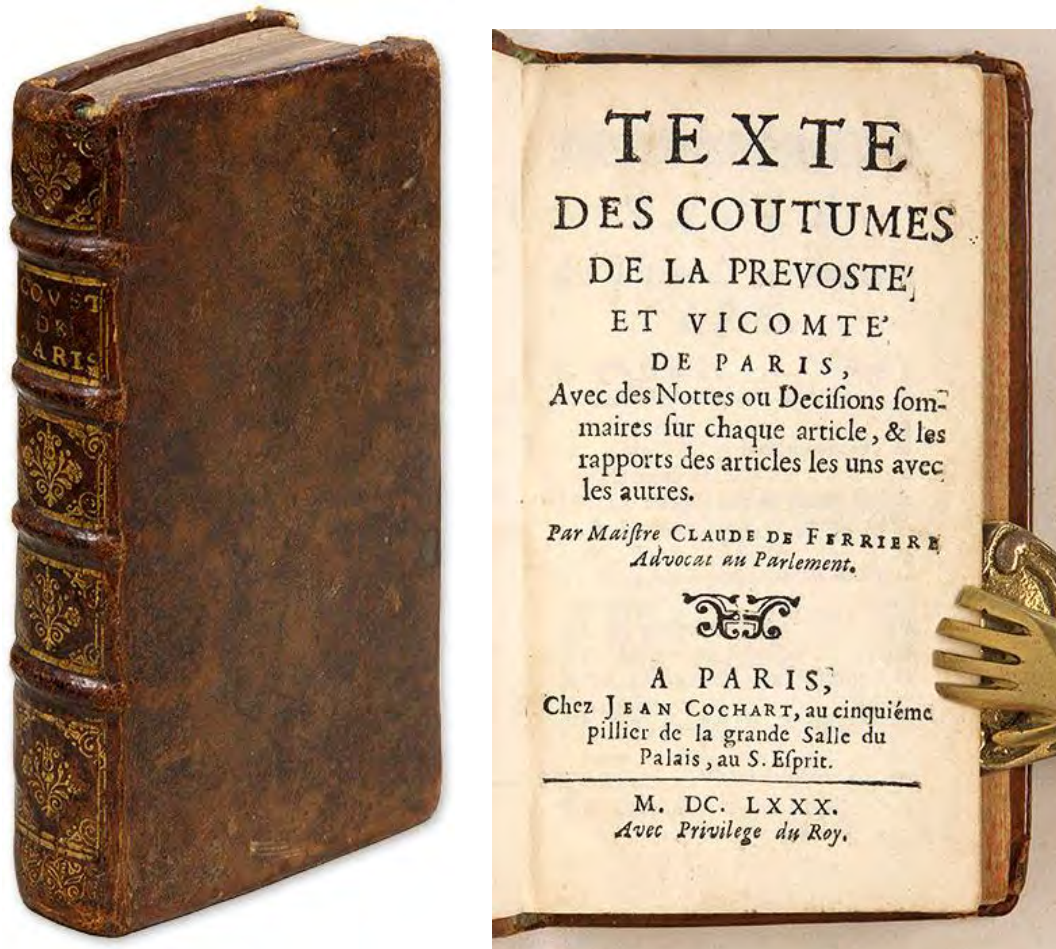 COVST
DE
PARIS
TEXTE
DES COUTUMES
DE LA PREVOSTE',
ET VICOMTE'
DE PARIS,
Avec des Nottes ou Deciſions ſom-
maires ſur chaque article, & les
rapports des articles les uns avec
les autres.
Par Maiſtre CLAUDE DE FERRIERE
Advocat au Parlement.
A PARIS,
Chez JEAN COCHART, au cinquiéme
pillier de la grande Salle du
Palais, au S. Eſprit.
M. DC. LXXX.
Avec Privilege du Roy.